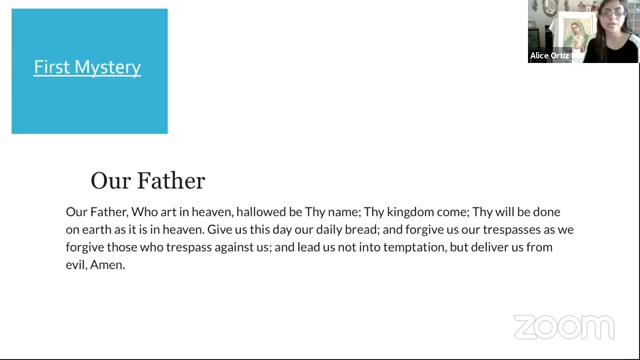 First Mystery
Alice Ortiz
Our Father
Our Father, Who art in heaven, hallowed be Thy name; Thy kingdom come; Thy will be done
on earth as it is in heaven. Give us this day our daily bread; and forgive us our trespasses as we
forgive those who trespass against us; and lead us not into temptation, but deliver us from
evil, Amen.
zoom